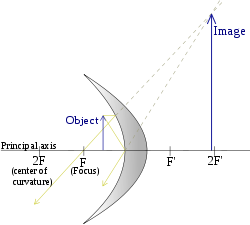 Image
Object
Principal axis
2F F F' 2F'
(center of (Focus)
curvature)